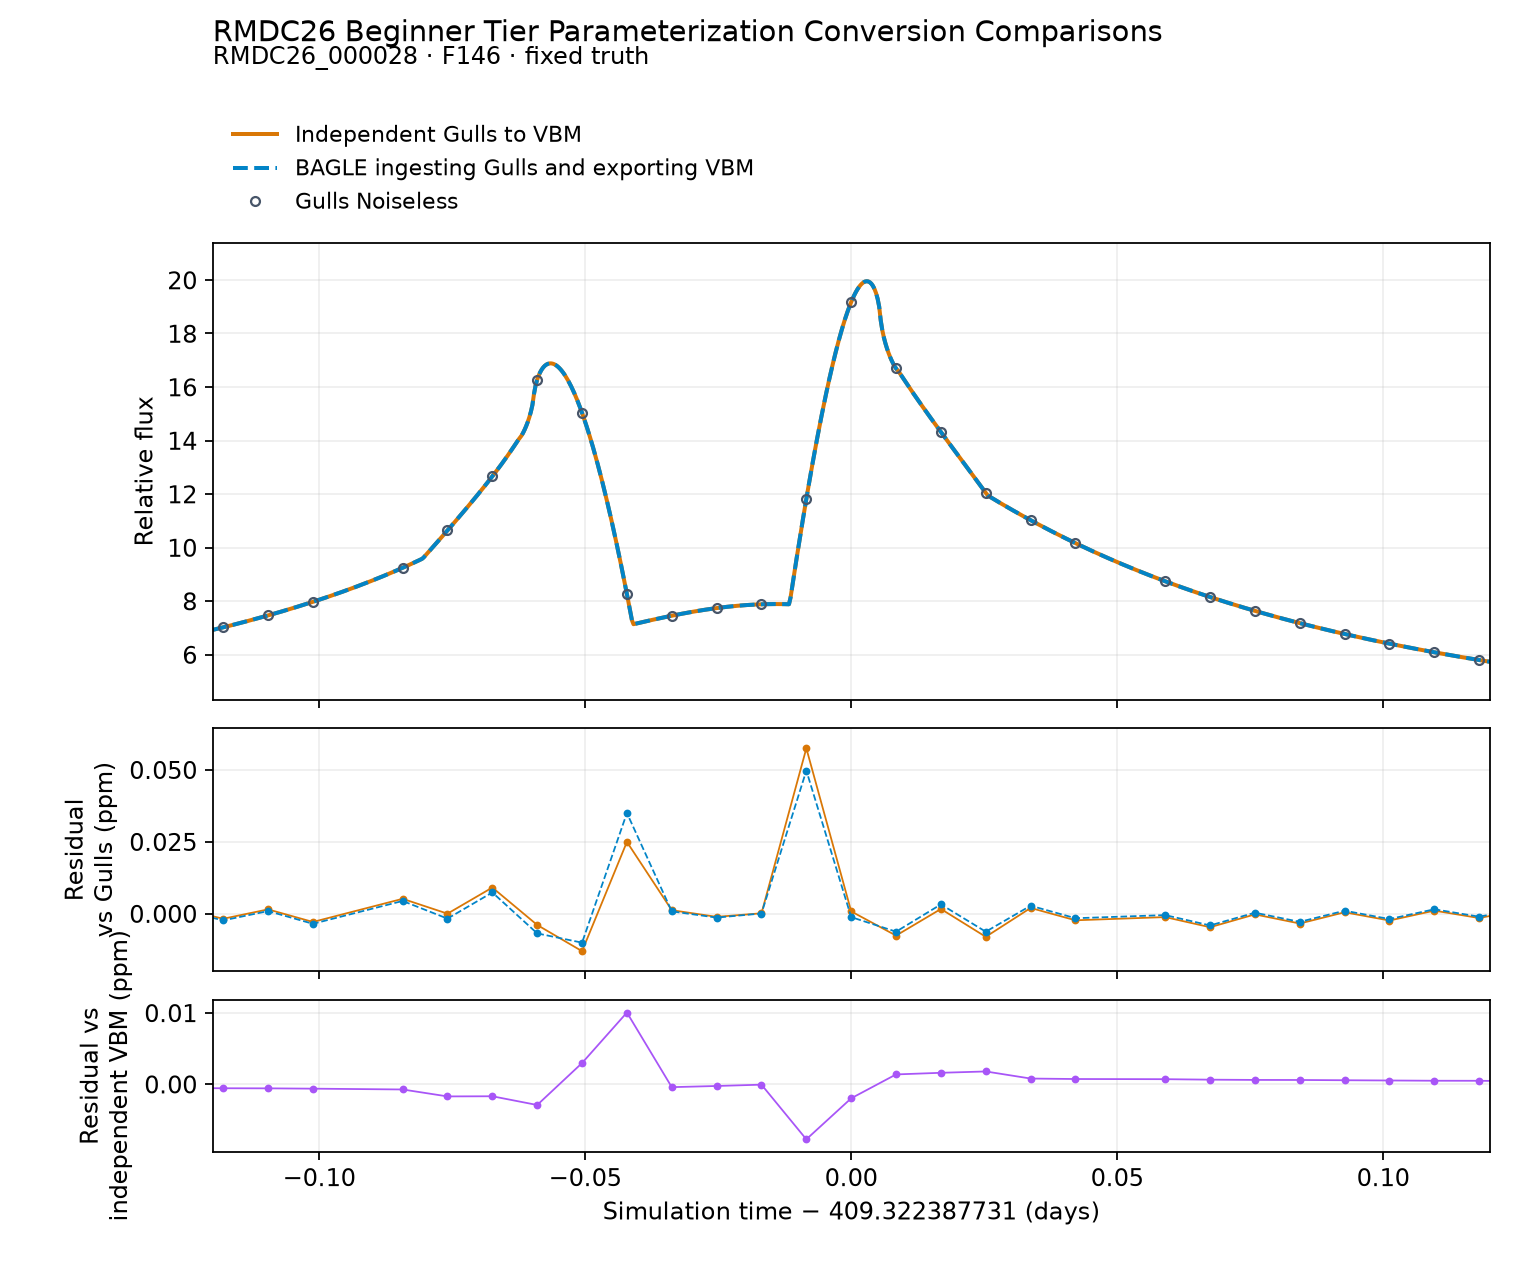 RMDC26 Beginner Tier Parameterization Conversion Comparisons
RMDC26_000028 · F146 · fixed truth
Independent Gulls to VBM
BAGLE ingesting Gulls and exporting VBM
Gulls Noiseless
Relative flux
20
18
16
14
12
10
8
6
Residual
vs Gulls (ppm)
0.050
0.025
0.000
Residual vs
independent VBM (ppm)
0.01
0.00
−0.10
−0.05
0.00
0.05
0.10
Simulation time − 409.322387731 (days)